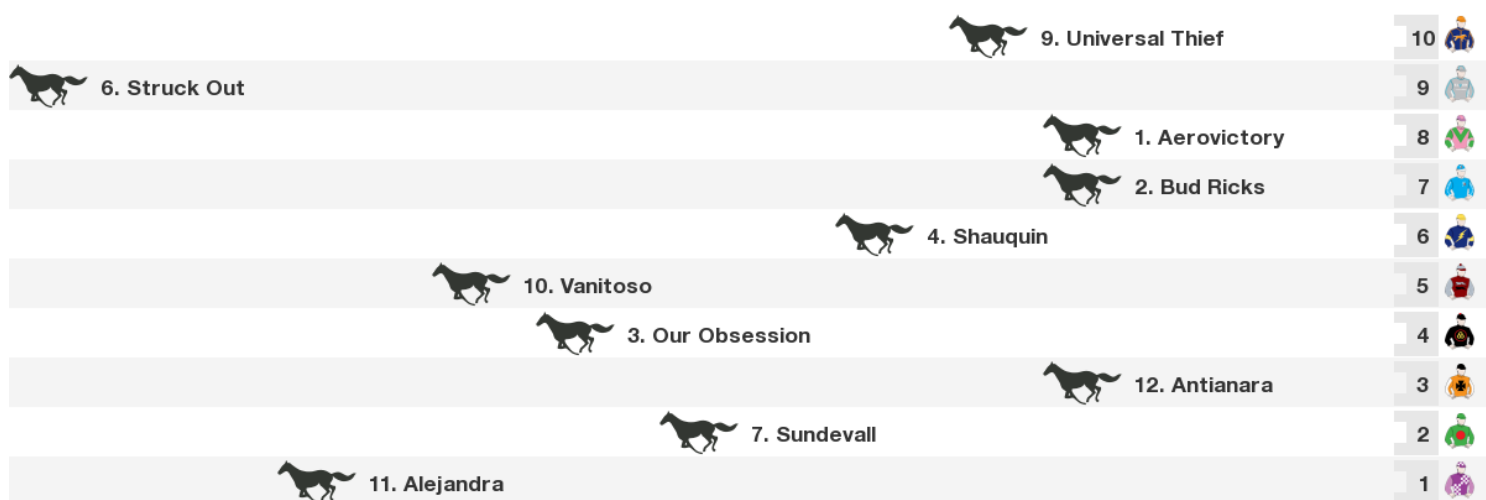 9. Universal Thief 10
6. Struck Out 9
1. Aerovictory 8
2. Bud Ricks 7
4. Shauquin 6
10. Vanitoso 5
3. Our Obsession 4
12. Antianara 3
7. Sundevall 2
11. Alejandra 1